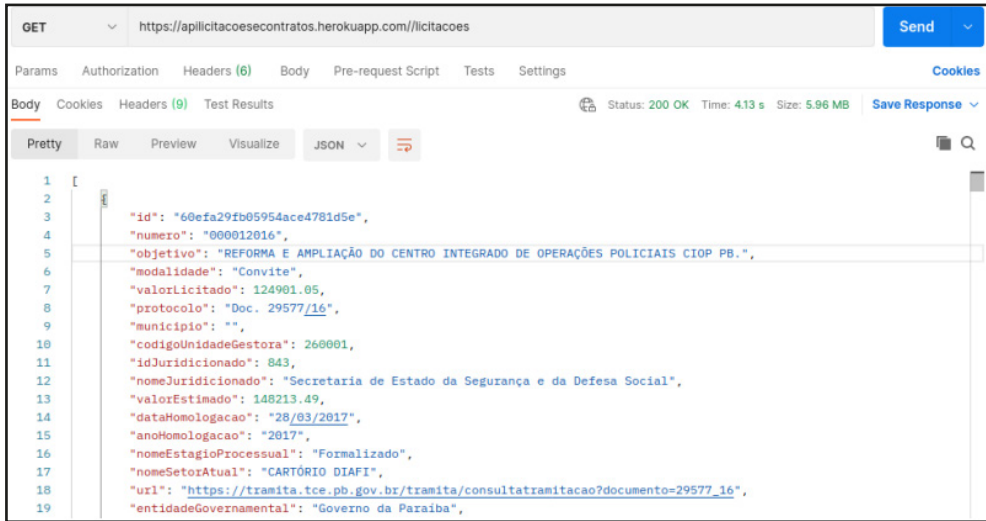 GET https://apilicitacoesecontratos.herokuapp.com//licitacoes Send
Params Authorization Headers (6) Body Pre-request Script Tests Settings Cookies
Body Cookies Headers (9) Test Results Status: 200 OK Time: 4.13 s Size: 5.96 MB Save Response
Pretty Raw Preview Visualize JSON
1 [
2 {
3 "id": "60efa29fb05954ace4781d5e",
4 "numero": "000012016",
5 "objetivo": "REFORMA E AMPLIAÇÃO DO CENTRO INTEGRADO DE OPERAÇÕES POLICIAIS CIOP PB.",
6 "modalidade": "Convite",
7 "valorLicitado": 124901.05,
8 "protocolo": "Doc. 29577/16",
9 "municipio": "",
10 "codigoUnidadeGestora": 260001,
11 "idJuridicionado": 843,
12 "nomeJuridicionado": "Secretaria de Estado da Segurança e da Defesa Social",
13 "valorEstimado": 148213.49,
14 "dataHomologacao": "28/03/2017",
15 "anoHomologacao": "2017",
16 "nomeEstagioProcessual": "Formalizado",
17 "nomeSetorAtual": "CARTÓRIO DIAFI",
18 "url": "https://tramita.tce.pb.gov.br/tramita/consultatramitacao?documento=29577_16",
19 "entidadeGovernamental": "Governo da Paraíba",